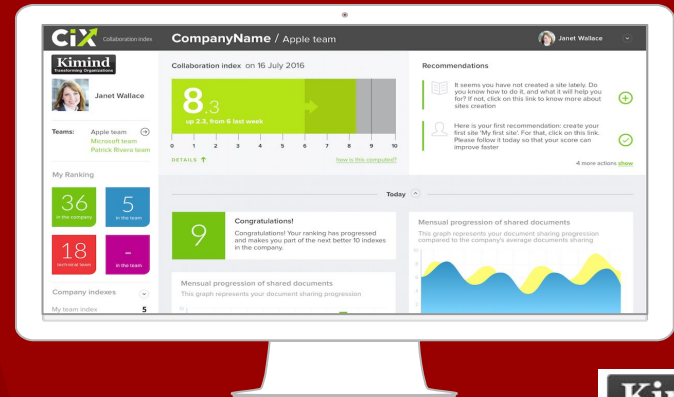 CiX Collaboration Index
CompanyName / Apple team
Janet Wallace
Kimind
Transforming Organizations
Janet Wallace
Teams:
Apple team
Microsoft team
Patrick Rivera team
My Ranking
36
in the company
5
in the team
18
technical team
-
in the team
Company indexes
My team index 5
Collaboration index on 16 July 2016
8.3
up 2.3, from 6 last week
0 1 2 3 4 5 6 7 8 9 10
DETAILS
How is this computed?
Recommendations
It seems you have not created a site lately. Do
you know how to do it, and what it will help you
for? If not, click on this link to know more about
sites creation
Here is your first recommendation: create your
first site 'My first site'. For that, click on this link.
Please follow it today so that your score can
improve faster
4 more actions show
Today
9
Congratulations!
Congratulations! Your ranking has progressed
and makes you part of the next better 10 indexes
in the company.
Mensual progression of shared documents
This graph represents your document sharing progression
Mensual progression of shared documents
This graph represents your document sharing progression
compared to the company's average documents sharing
10
8
6
4
2